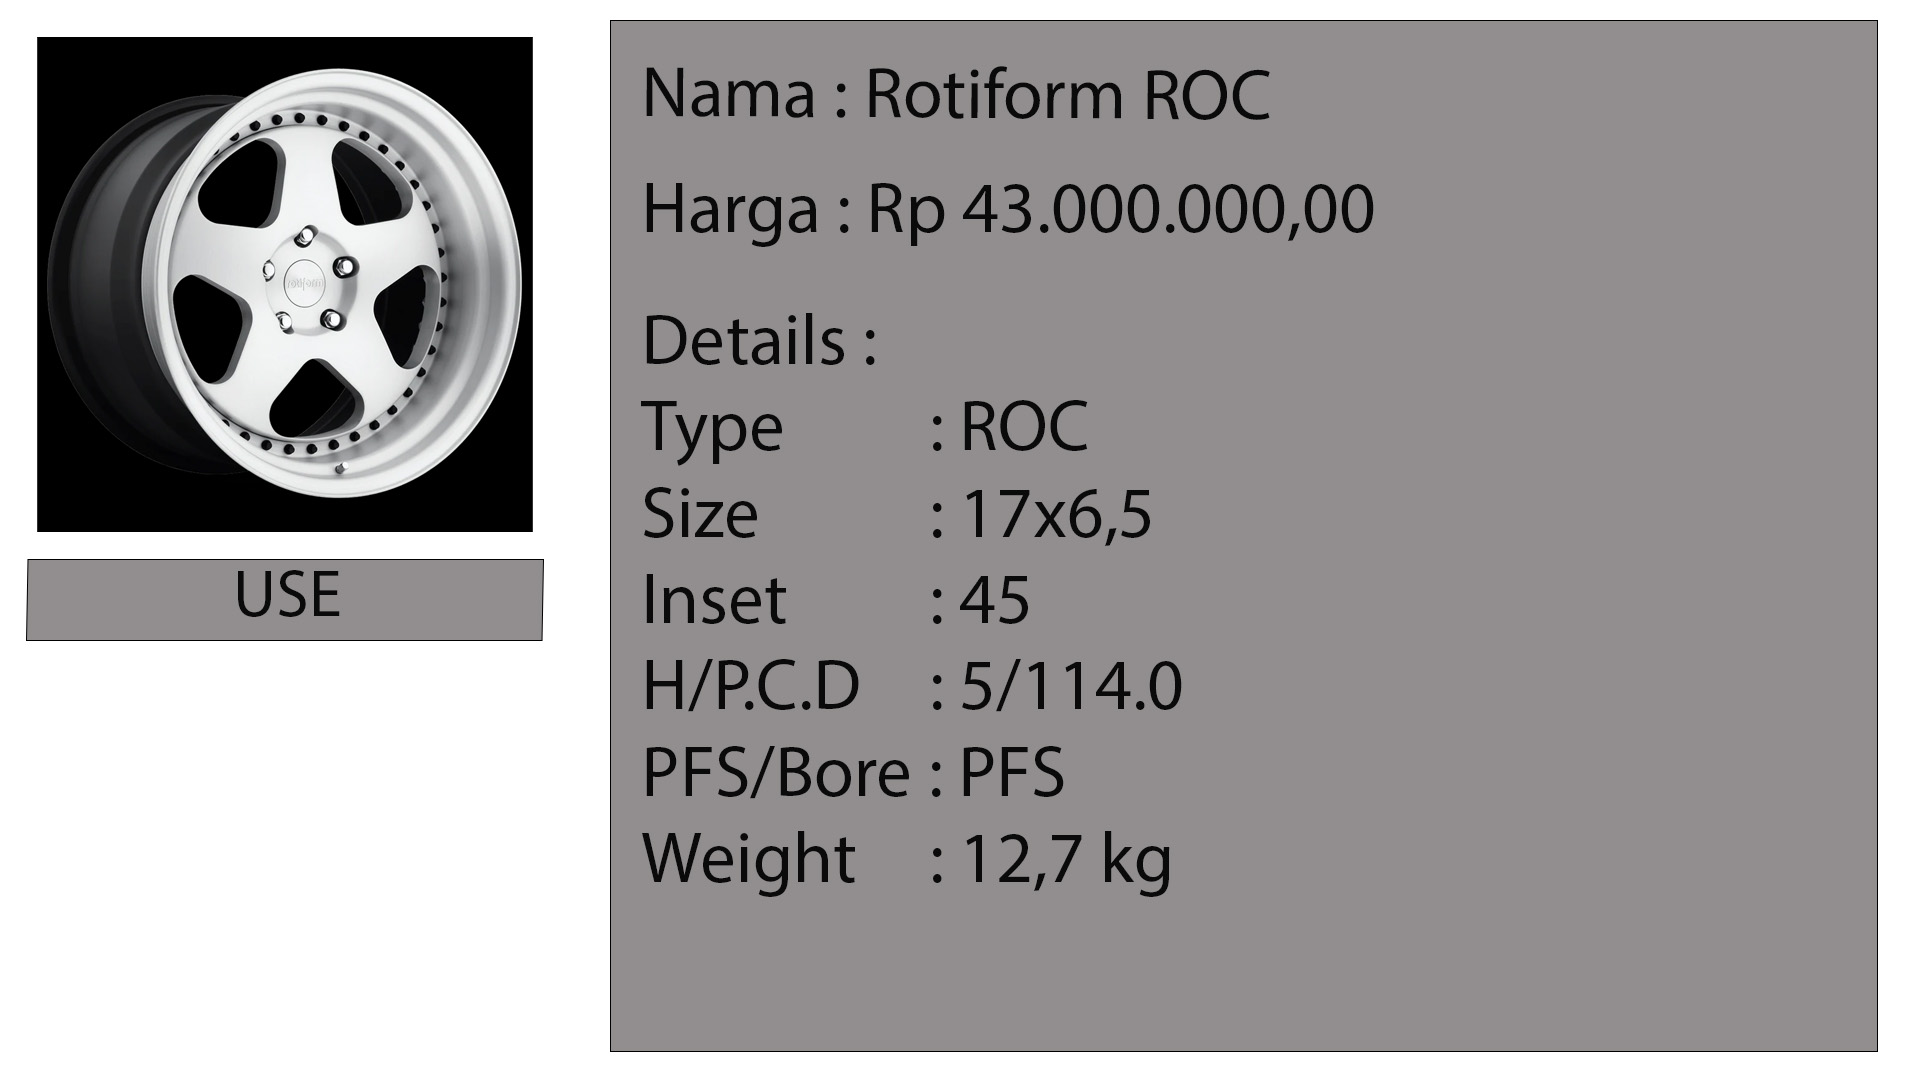 Nama : Rotiform ROC
Harga : Rp 43.000.000,00
Details :
Type : ROC
Size : 17x6,5
Inset : 45
H/P.C.D : 5/114.0
PFS/Bore : PFS
Weight : 12,7 kg
rotiform
USE